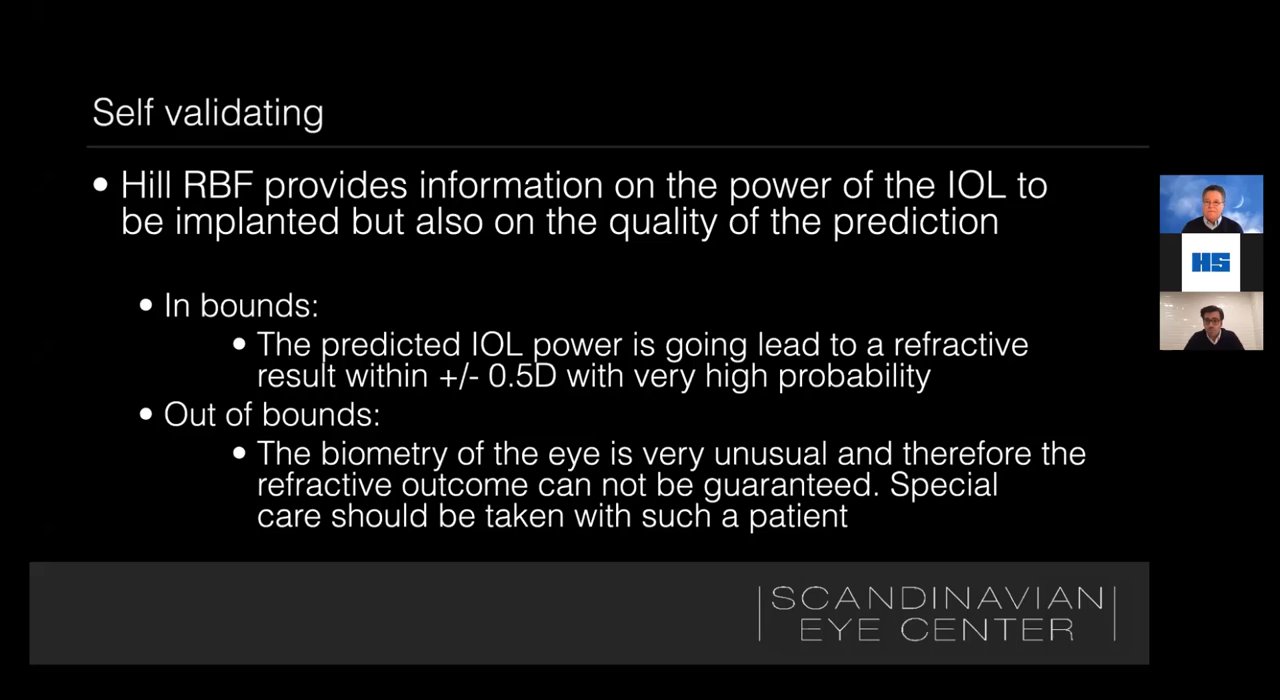 Self validating
• Hill RBF provides information on the power of the IOL to
be implanted but also on the quality of the prediction
• In bounds:
• The predicted IOL power is going lead to a refractive
result within +/- 0.5D with very high probability
• Out of bounds:
• The biometry of the eye is very unusual and therefore the
refractive outcome can not be guaranteed. Special
care should be taken with such a patient
HS
SCANDINAVIAN
EYE CENTER